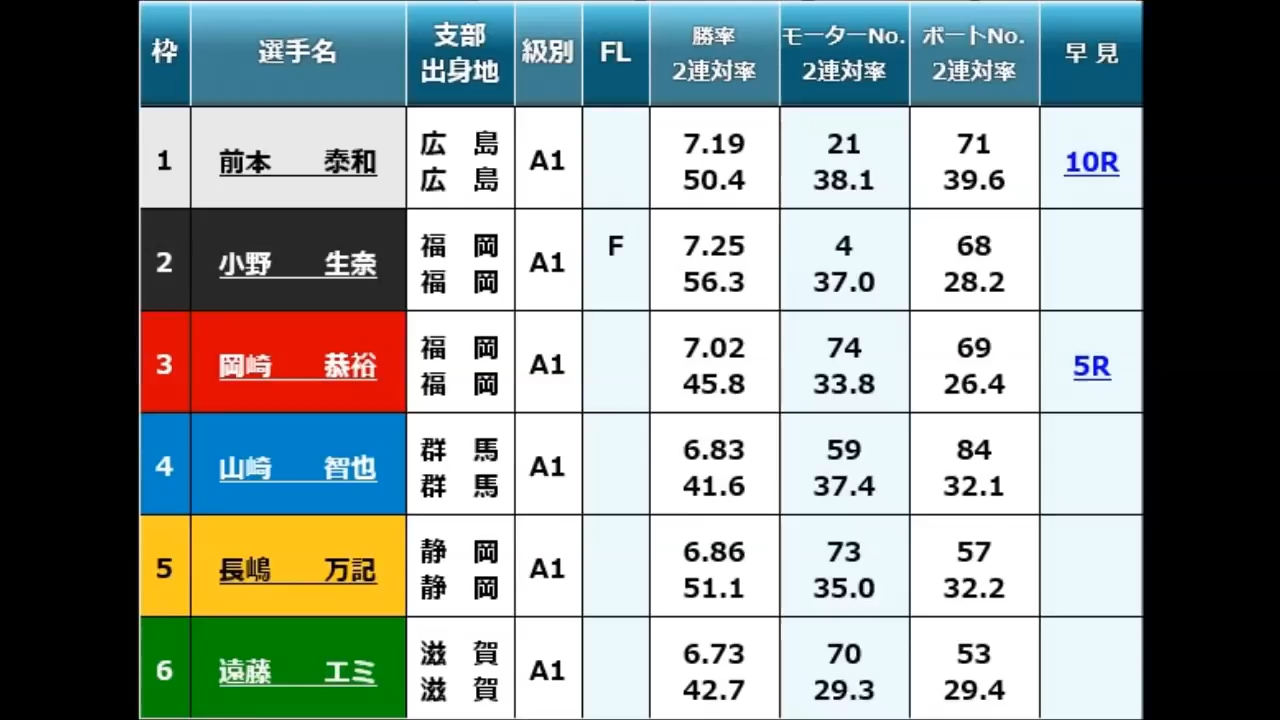 枠 選手名 支部 出身地 級別 FL 勝率 2連対率 モーターNo. 2連対率 ボートNo. 2連対率 早見
1 前本 泰和 広島 広島 A1 7.19 50.4 21 38.1 71 39.6 10R
2 小野 生奈 福岡 福岡 A1 F 7.25 56.3 4 37.0 68 28.2
3 岡崎 恭裕 福岡 福岡 A1 7.02 45.8 74 33.8 69 26.4 5R
4 山崎 智也 群馬 群馬 A1 6.83 41.6 59 37.4 84 32.1
5 長嶋 万記 静岡 静岡 A1 6.86 51.1 73 35.0 57 32.2
6 遠藤 エミ 滋賀 滋賀 A1 6.73 42.7 70 29.3 53 29.4